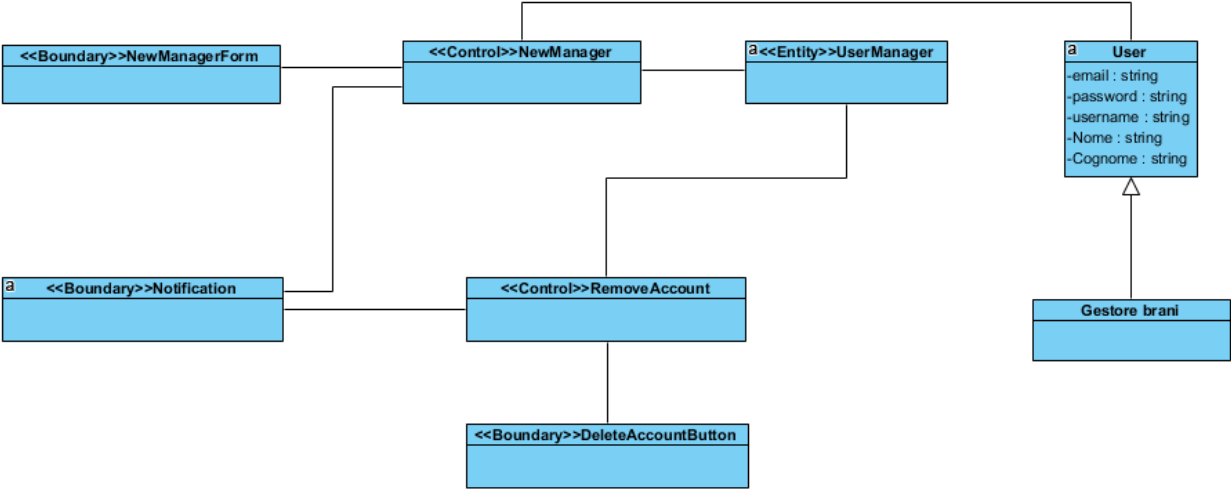 <<Boundary>>NewManagerForm
<<Control>>NewManager
a <<Entity>>UserManager
a User
-email : string
-password : string
-username : string
-Nome : string
-Cognome : string
a <<Boundary>>Notification
<<Control>>RemoveAccount
Gestore brani
<<Boundary>>DeleteAccountButton